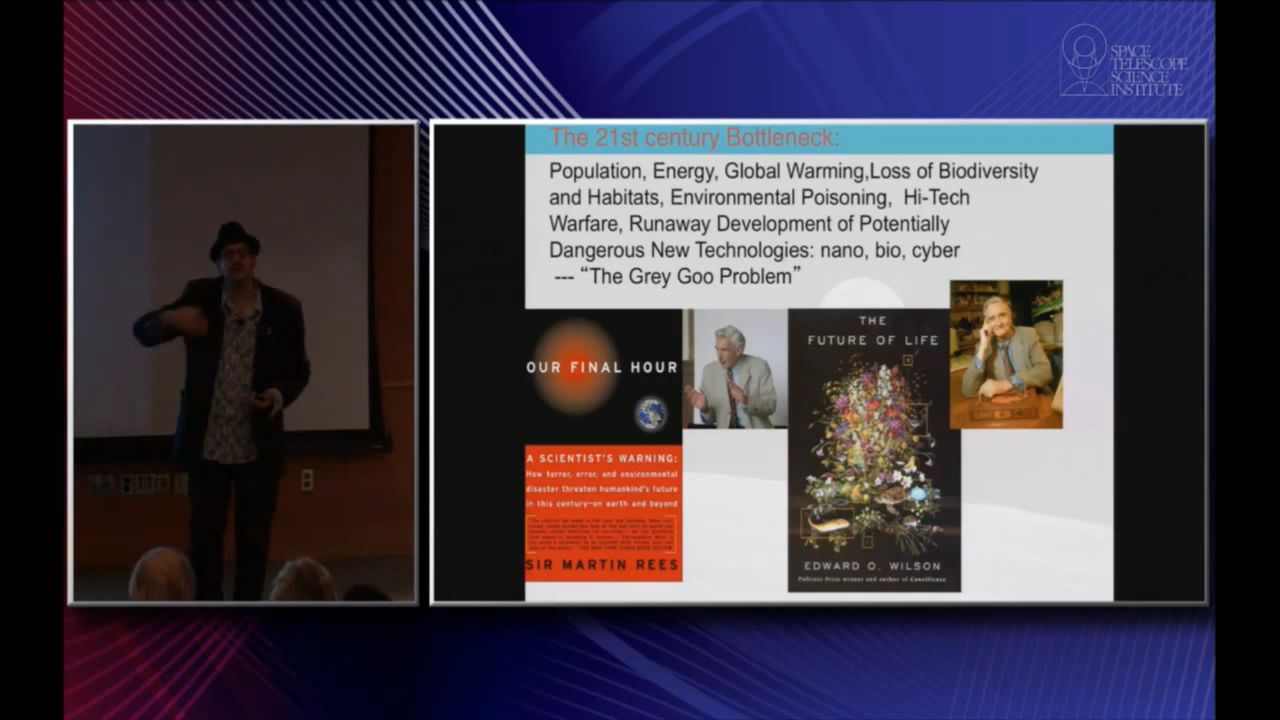 SPACE
TELESCOPE
SCIENCE
INSTITUTE
The 21st century Bottleneck:
Population, Energy, Global Warming,Loss of Biodiversity
and Habitats, Environmental Poisoning, Hi-Tech
Warfare, Runaway Development of Potentially
Dangerous New Technologies: nano, bio, cyber
--- “The Grey Goo Problem”
OUR FINAL HOUR
A SCIENTIST'S WARNING:
How terror, error, and environmental
disaster threaten humankind's future
in this century—on earth and beyond
SIR MARTIN REES
THE
FUTURE OF LIFE
EDWARD O. WILSON
Pulitzer Prize winner and author of Consilience